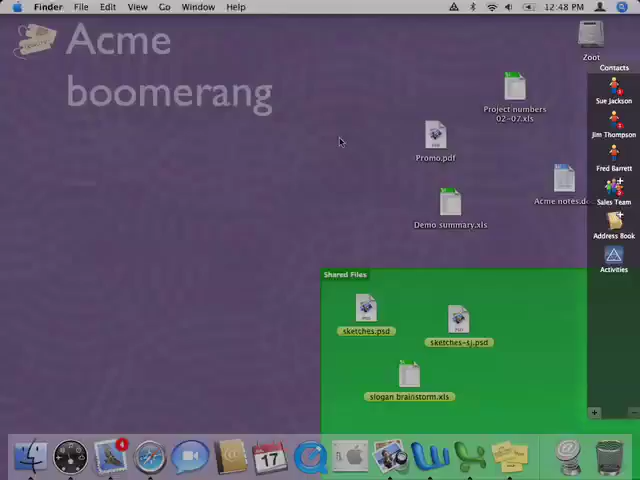 Finder File Edit View Go Window Help 12:48 PM
Acme
boomerang
Zoot
Contacts
Sue Jackson
Project numbers
02-07.xls
Jim Thompson
Promo.pdf
Fred Barrett
Acme notes.do
Sales Team
Demo summary.xls
Address Book
Activities
Shared Files
sketches.psd
sketches-sj.psd
slogan brainstorm.xls
4
17